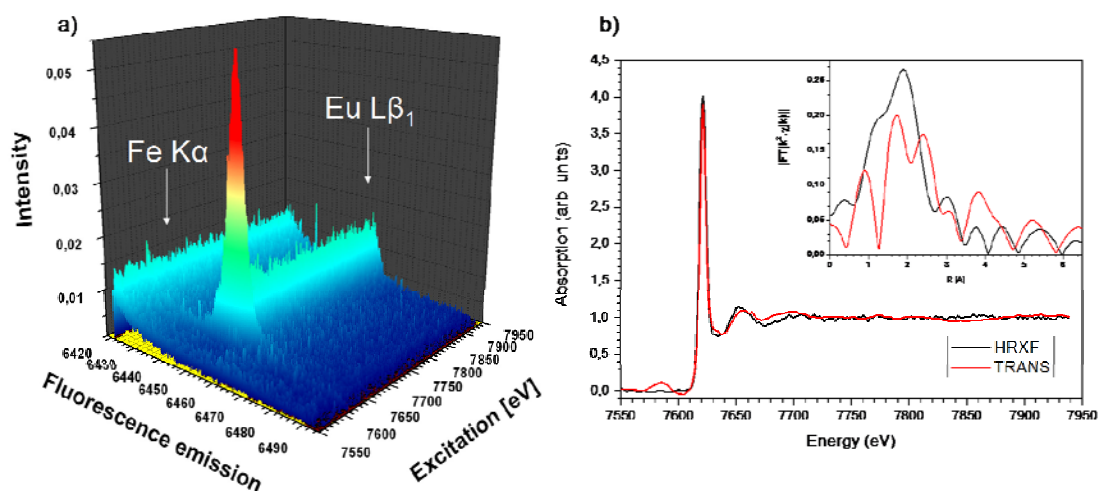 a)
0,05
0,04
0,03
0,02
0,01
Intensity
Fe Kα
Eu Lβ₁
6420
6430
6440
6450
6460
6470
6480
6490
Fluorescence emission
7550
7600
7650
7700
7750
7800
7850
7900
7950
Excitation [eV]
b)
4,5
4,0
3,5
3,0
2,5
2,0
1,5
1,0
0,5
0,0
Absorption (arb units)
7550 7600 7650 7700 7750 7800 7850 7900 7950
Energy (eV)
HRXF
TRANS
0,25
0,20
0,15
0,10
0,05
0,00
|FT[k²·χ(k)]|
0 1 2 3 4 5 6
R [A]